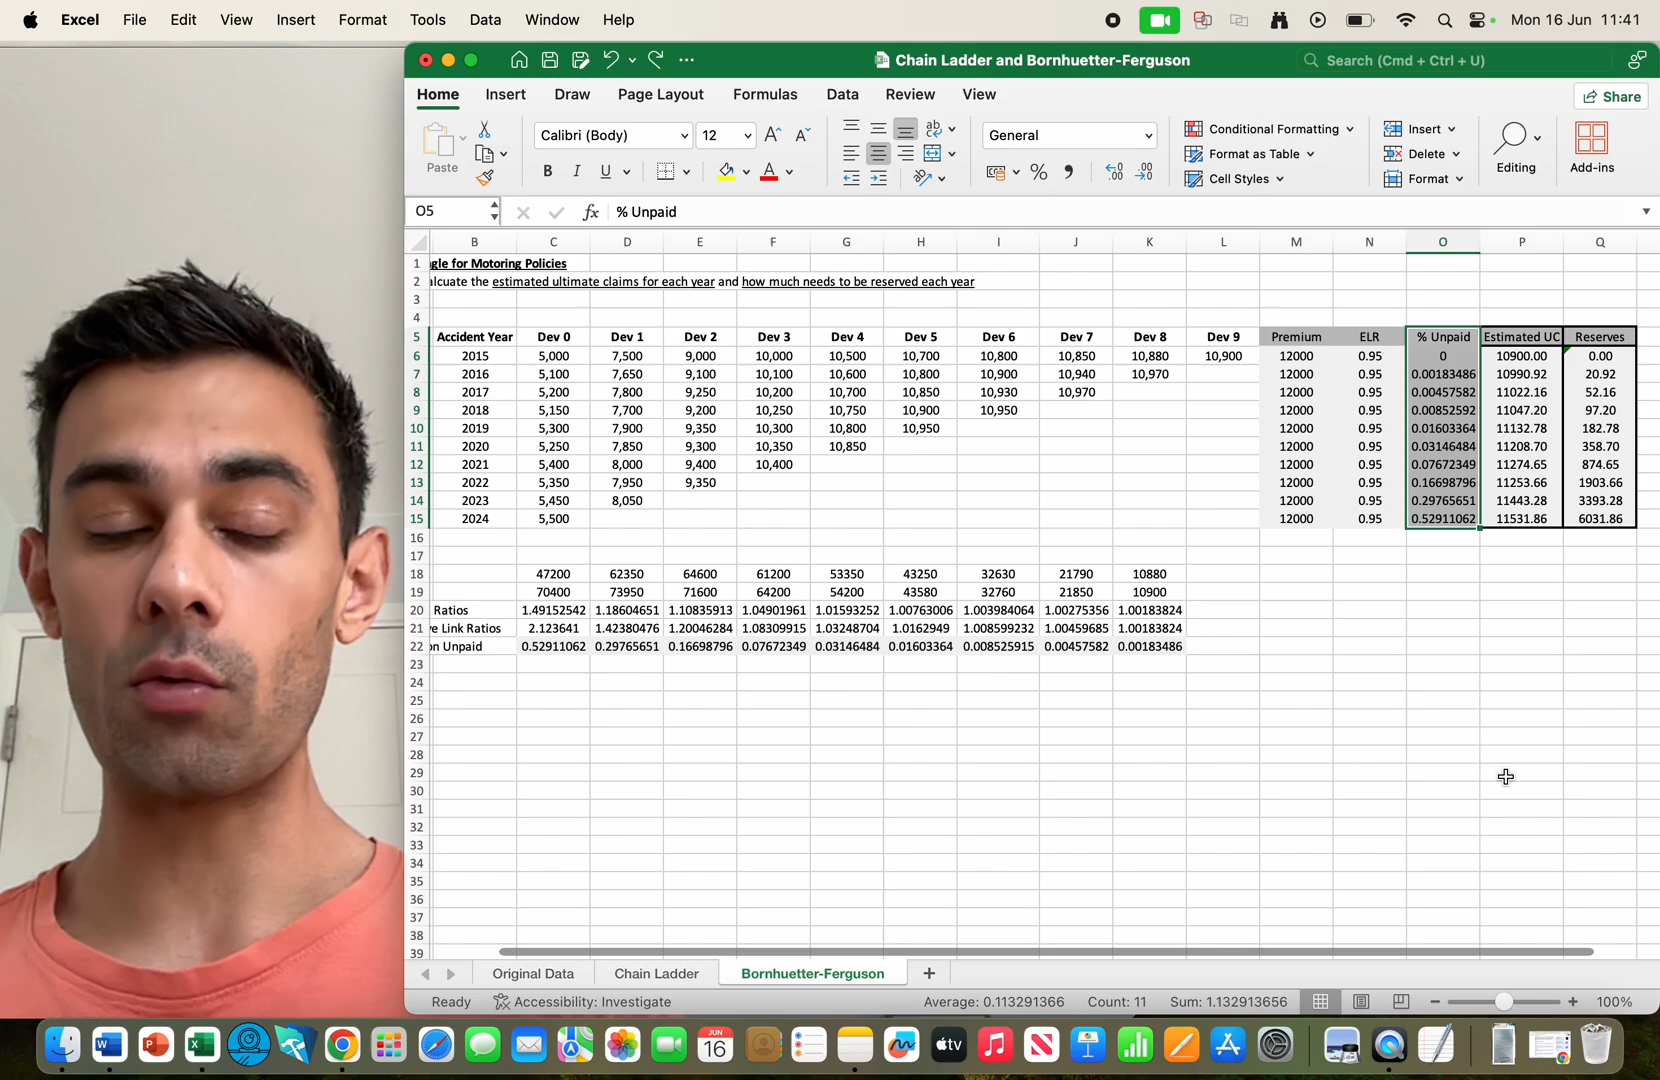 Excel File Edit View Insert Format Tools Data Window Help Mon 16 Jun 11:41
Chain Ladder and Bornhuetter-Ferguson Search (Cmd + Ctrl + U)
Home Insert Draw Page Layout Formulas Data Review View Share
Paste Calibri (Body) 12 General Conditional Formatting Insert
B I U % Format as Table Delete Editing Add-ins
Cell Styles Format
O5 fx % Unpaid
B C D E F G H I J K L M N O P Q
1 gle for Motoring Policies
2 alcuate the estimated ultimate claims for each year and how much needs to be reserved each year
3
4
5 Accident Year Dev 0 Dev 1 Dev 2 Dev 3 Dev 4 Dev 5 Dev 6 Dev 7 Dev 8 Dev 9 Premium ELR % Unpaid Estimated UC Reserves
6 2015 5,000 7,500 9,000 10,000 10,500 10,700 10,800 10,850 10,880 10,900 12000 0.95 0 10900.00 0.00
7 2016 5,100 7,650 9,100 10,100 10,600 10,800 10,900 10,940 10,970 12000 0.95 0.00183486 10990.92 20.92
8 2017 5,200 7,800 9,250 10,200 10,700 10,850 10,930 10,970 12000 0.95 0.00457582 11022.16 52.16
9 2018 5,150 7,700 9,200 10,250 10,750 10,900 10,950 12000 0.95 0.00852592 11047.20 97.20
10 2019 5,300 7,900 9,350 10,300 10,800 10,950 12000 0.95 0.01603364 11132.78 182.78
11 2020 5,250 7,850 9,300 10,350 10,850 12000 0.95 0.03146484 11208.70 358.70
12 2021 5,400 8,000 9,400 10,400 12000 0.95 0.07672349 11274.65 874.65
13 2022 5,350 7,950 9,350 12000 0.95 0.16698796 11253.66 1903.66
14 2023 5,450 8,050 12000 0.95 0.29765651 11443.28 3393.28
15 2024 5,500 12000 0.95 0.52911062 11531.86 6031.86
16
17
18 47200 62350 64600 61200 53350 43250 32630 21790 10880
19 70400 73950 71600 64200 54200 43580 32760 21850 10900
20 Ratios 1.49152542 1.18604651 1.10835913 1.04901961 1.01593252 1.00763006 1.003984064 1.00275356 1.00183824
21 e Link Ratios 2.123641 1.42380476 1.20046284 1.08309915 1.03248704 1.0162949 1.008599232 1.00459685 1.00183824
22 on Unpaid 0.52911062 0.29765651 0.16698796 0.07672349 0.03146484 0.01603364 0.008525915 0.00457582 0.00183486
23
24
25
26
27
28
29
30
31
32
33
34
35
36
37
38
39
Original Data Chain Ladder Bornhuetter-Ferguson +
Ready Accessibility: Investigate Average: 0.113291366 Count: 11 Sum: 1.132913656 100%
JUN
16
tv